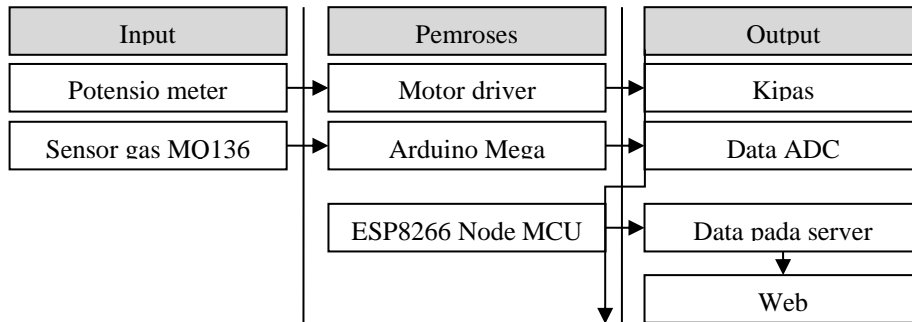 Input
Pemroses
Output
Potensio meter
Motor driver
Kipas
Sensor gas MQ136
Arduino Mega
Data ADC
ESP8266 Node MCU
Data pada server
Web